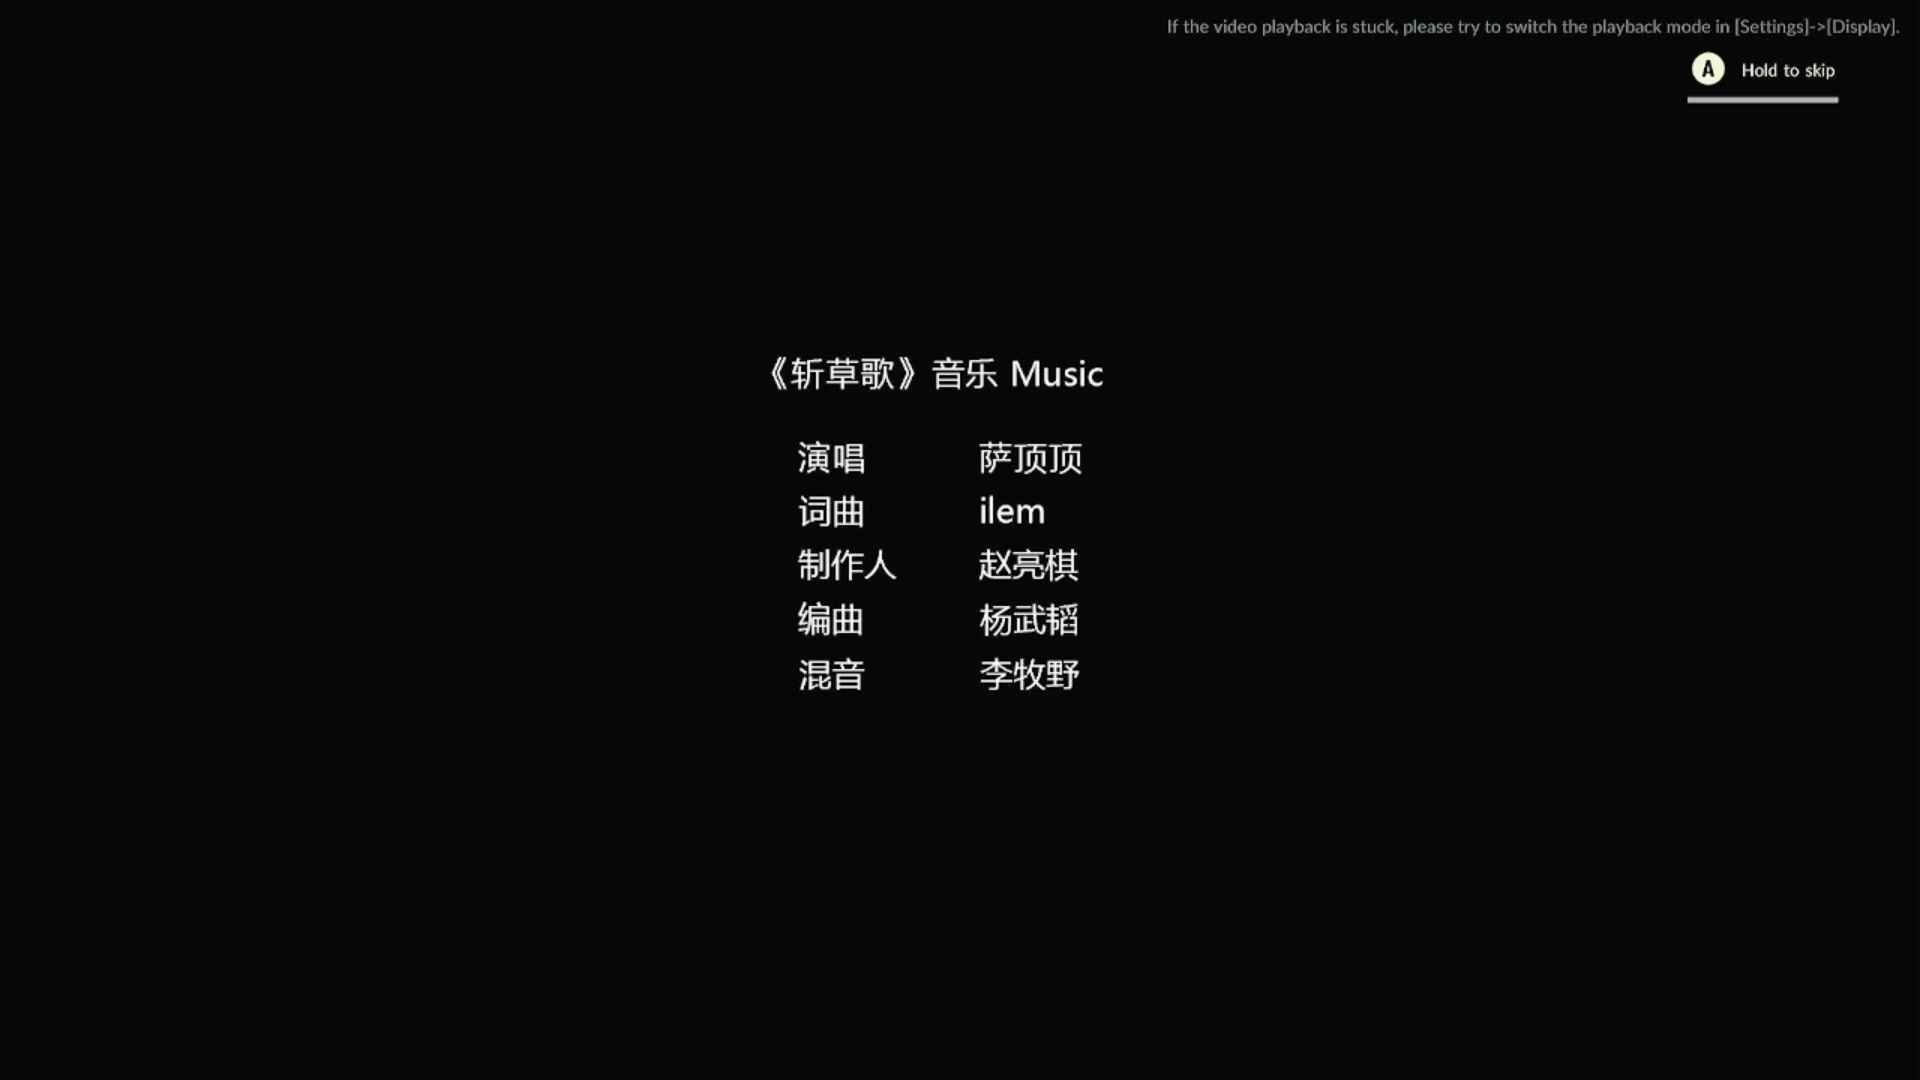 If the video playback is stuck, please try to switch the playback mode in [Settings]->[Display].
A Hold to skip
《斩草歌》音乐 Music
演唱 萨顶顶
词曲 ilem
制作人 赵亮棋
编曲 杨武韬
混音 李牧野